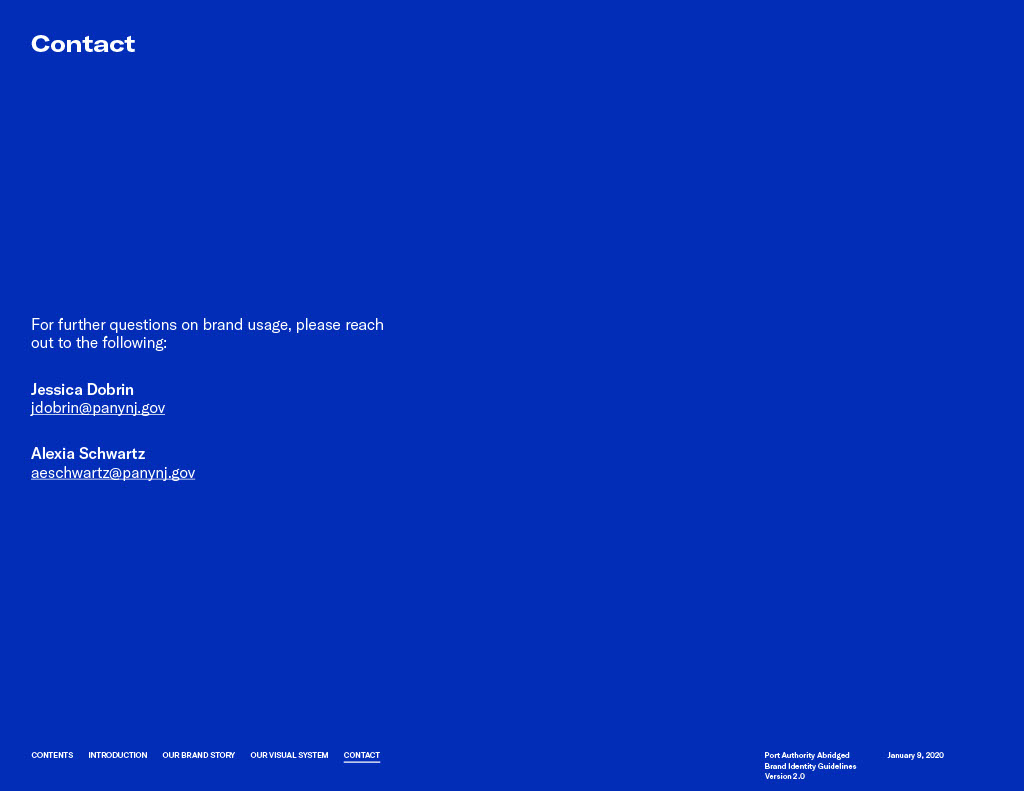 Contact
For further questions on brand usage, please reach
out to the following:
Jessica Dobrin
jdobrin@panynj.gov
Alexia Schwartz
aeschwartz@panynj.gov
CONTENTS INTRODUCTION OUR BRAND STORY OUR VISUAL SYSTEM CONTACT
Port Authority Abridged
Brand Identity Guidelines
Version 2.0
January 9, 2020